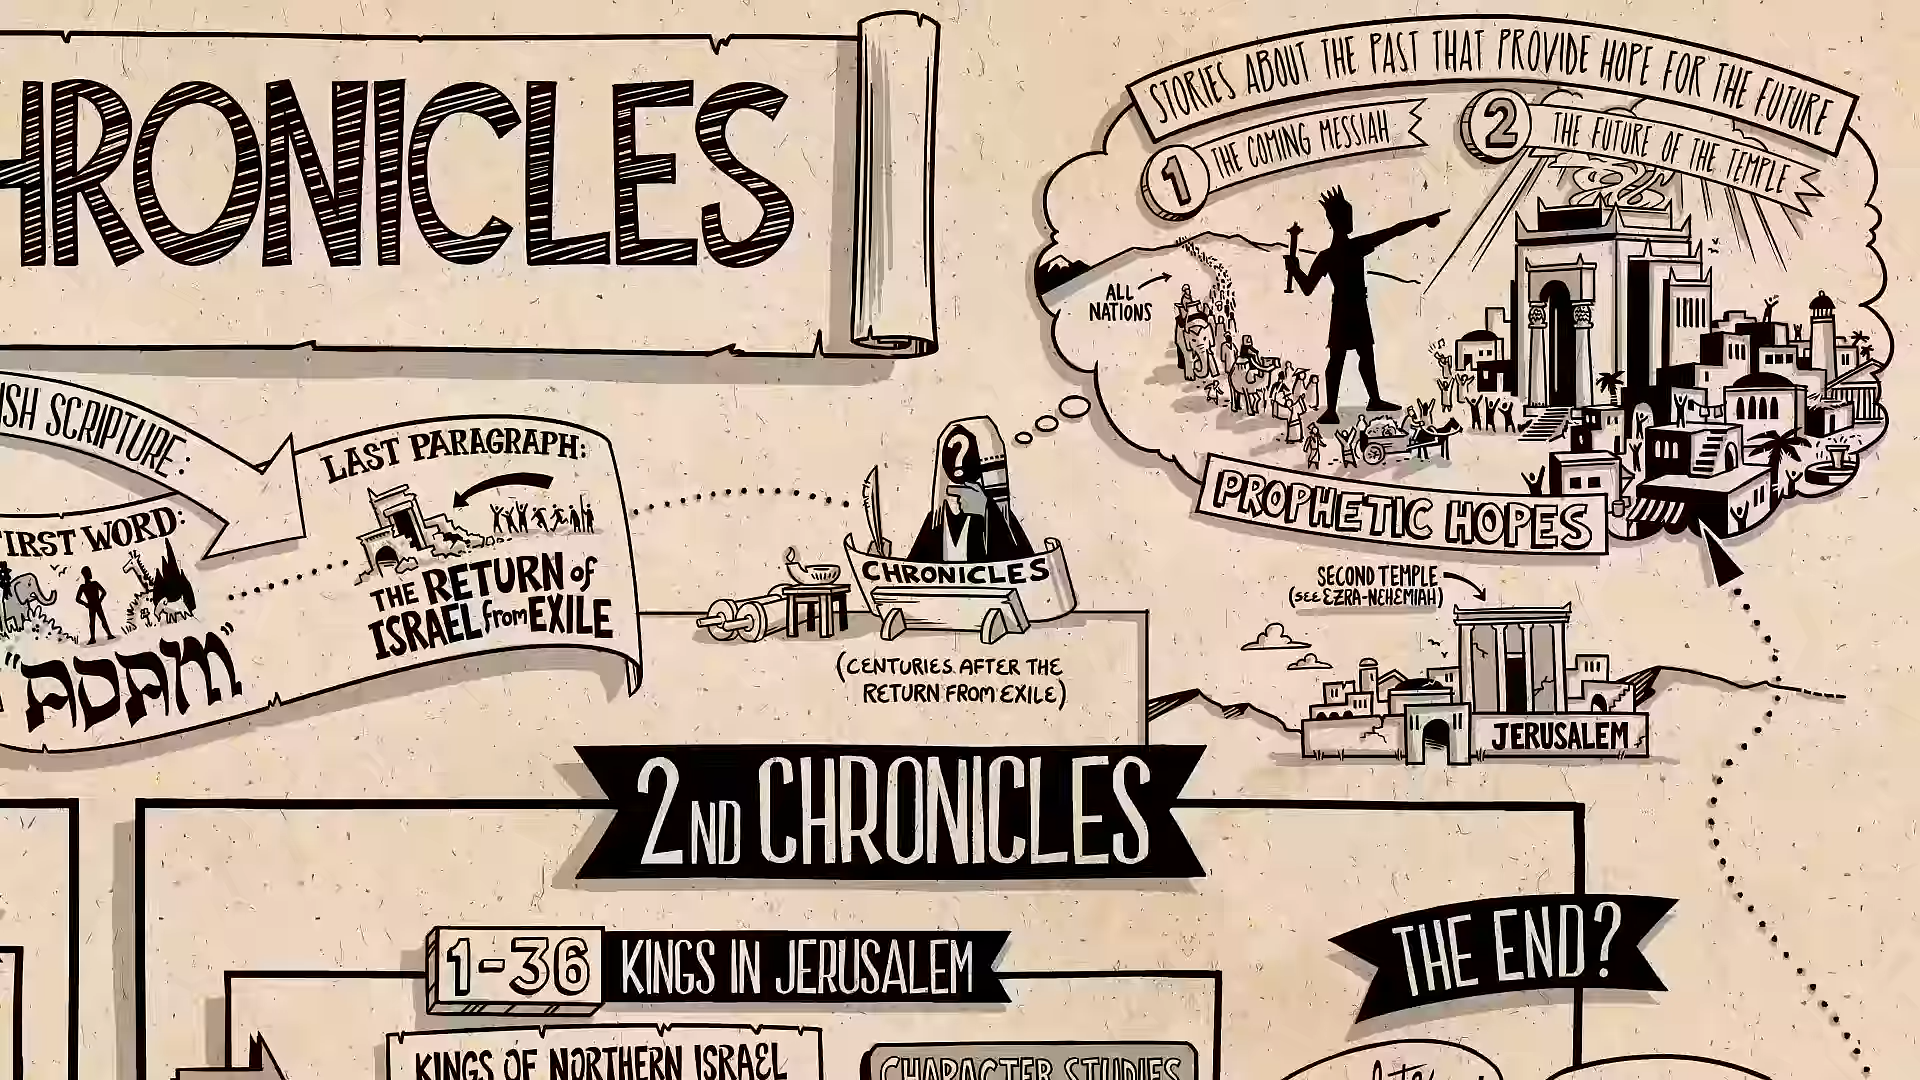 CHRONICLES
STORIES ABOUT THE PAST THAT PROVIDE HOPE FOR THE FUTURE
1 THE COMING MESSIAH
2 THE FUTURE OF THE TEMPLE
ALL
NATIONS
PROPHETIC HOPES
SCRIPTURE:
LAST PARAGRAPH:
THE RETURN of
ISRAEL from EXILE
FIRST WORD:
"ADAM"
?
CHRONICLES
(CENTURIES AFTER THE
RETURN FROM EXILE)
SECOND TEMPLE
(SEE EZRA-NEHEMIAH)
JERUSALEM
2ND CHRONICLES
1-36 KINGS IN JERUSALEM
THE END?
KINGS OF NORTHERN ISRAEL
CHARACTER STUDIES